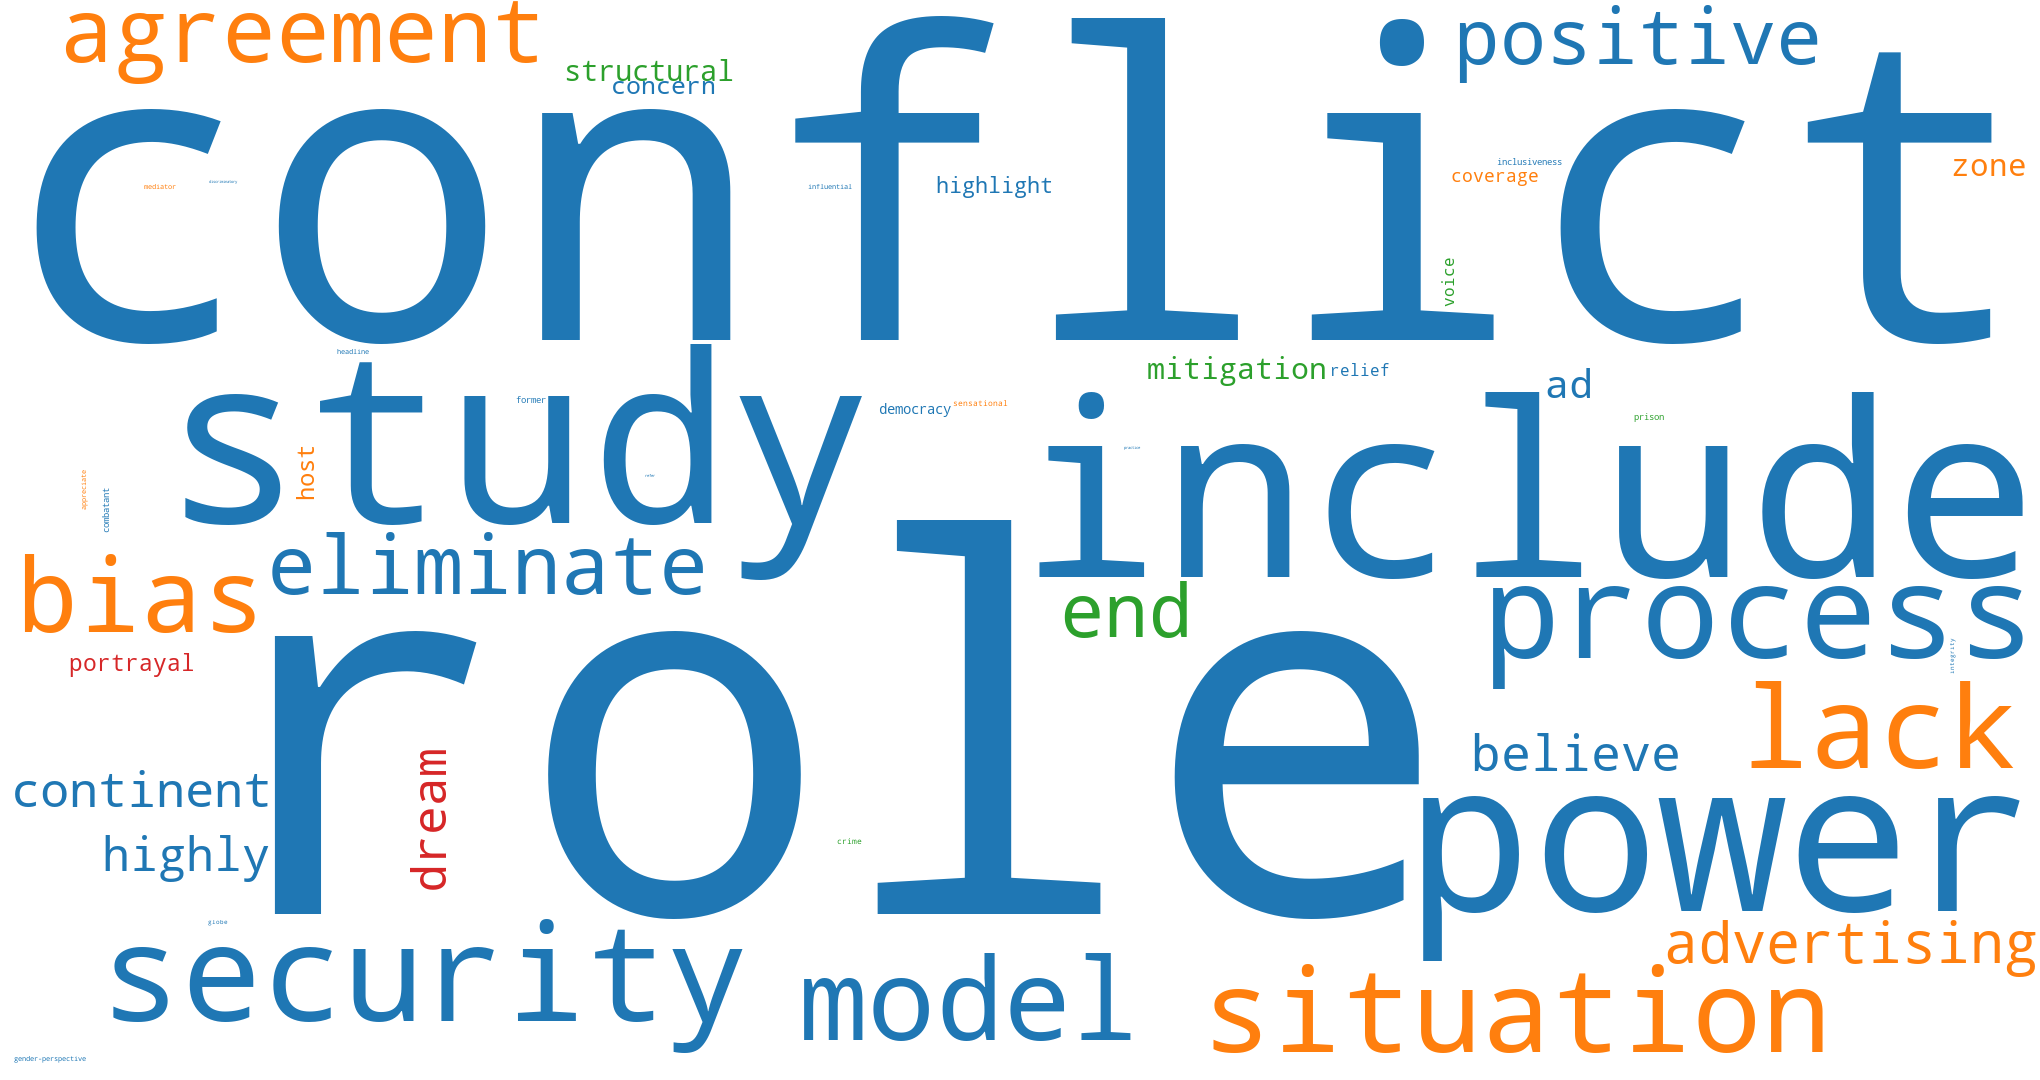 agreement
positive
structural
concern
conflict
inclusiveness
coverage
zone
mediator
influential
highlight
voice
headline
mitigation
relief
study
include
ad
former
democracy
sensational
prison
host
appreciate
combatant
eliminate
bias
end
process
portrayal
role
integrity
lack
believe
continent
dream
power
highly
crime
globe
security
advertising
model
situation
gender-perspective